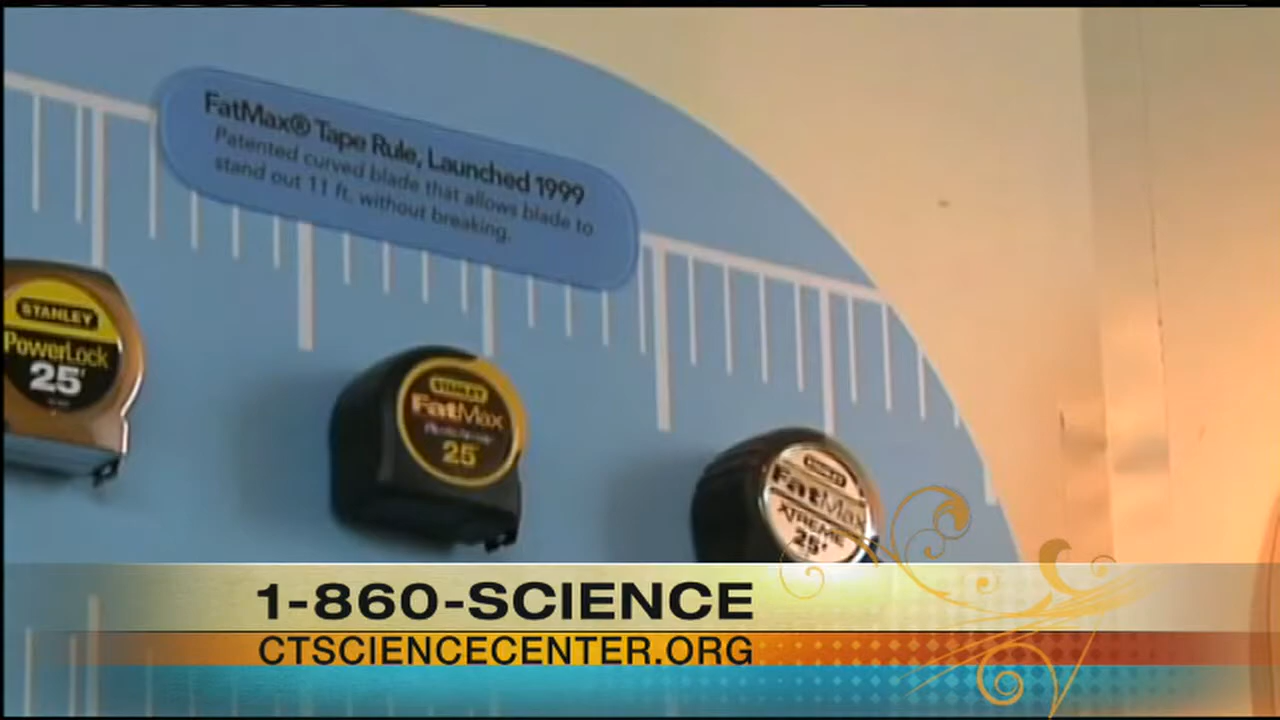 FatMax® Tape Rule, Launched 1999
Patented curved blade that allows blade to
stand out 11 ft. without breaking.
STANLEY
PowerLock
25'
STANLEY
FatMax
25'
STANLEY
FatMax
XTREME
25'
1-860-SCIENCE
CTSCIENCECENTER.ORG